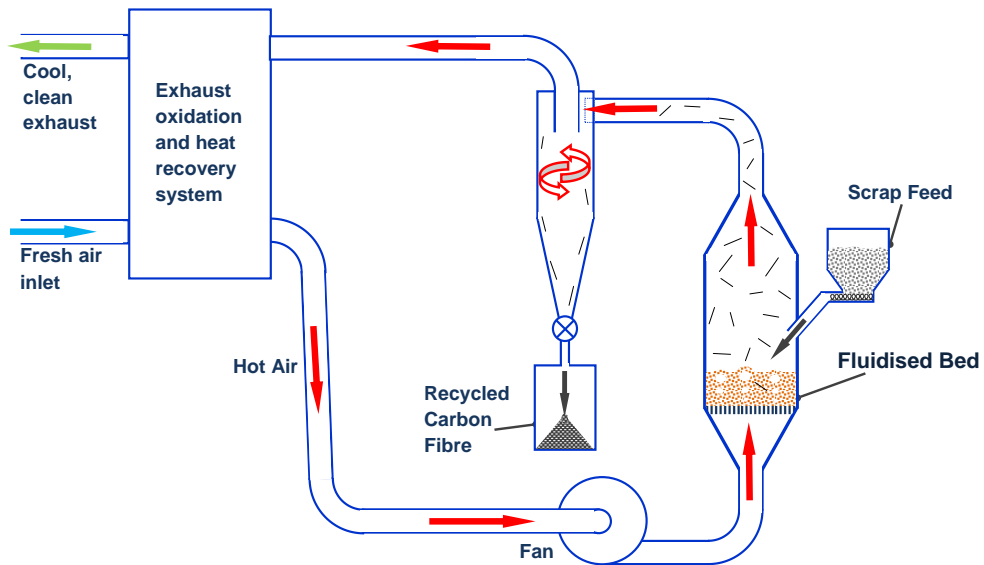 Cool,
clean
exhaust
Exhaust
oxidation
and heat
recovery
system
Fresh air
inlet
Hot Air
Recycled
Carbon
Fibre
Fan
Scrap Feed
Fluidised Bed